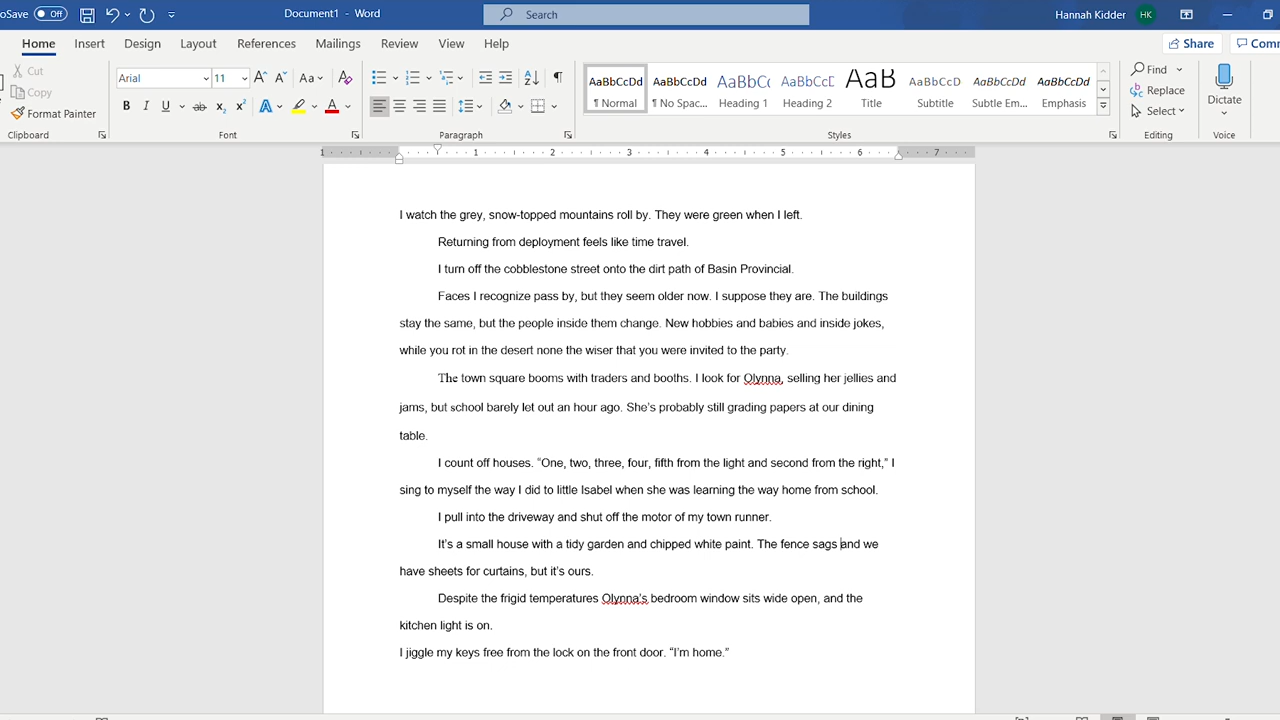 oSave Off Document1 - Word Search Hannah Kidder HK
Home Insert Design Layout References Mailings Review View Help Share Comm
Cut
Copy
Format Painter
Clipboard
Arial 11 Aa
B I U ab x₂ x² A A
Font
Paragraph
AaBbCcDd AaBbCcDd AaBbC( AaBbCcD AaB AaBbCcD AaBbCcDd AaBbCcDd
¶ Normal ¶ No Spac... Heading 1 Heading Title Subtitle Subtle Em... Emphasis
Styles
Find
Replace
Select
Editing
Dictate
Voice
1 1 2 3 4 5 6 7
I watch the grey, snow-topped mountains roll by. They were green when I left.
Returning from deployment feels like time travel.
I turn off the cobblestone street onto the dirt path of Basin Provincial.
Faces I recognize pass by, but they seem older now. I suppose they are. The buildings
stay the same, but the people inside them change. New hobbies and babies and inside jokes,
while you rot in the desert none the wiser that you were invited to the party.
The town square booms with traders and booths. I look for Olynna, selling her jellies and
jams, but school barely let out an hour ago. She’s probably still grading papers at our dining
table.
I count off houses. “One, two, three, four, fifth from the light and second from the right,” I
sing to myself the way I did to little Isabel when she was learning the way home from school.
I pull into the driveway and shut off the motor of my town runner.
It’s a small house with a tidy garden and chipped white paint. The fence sags and we
have sheets for curtains, but it’s ours.
Despite the frigid temperatures Olynna’s bedroom window sits wide open, and the
kitchen light is on.
I jiggle my keys free from the lock on the front door. “I’m home.”